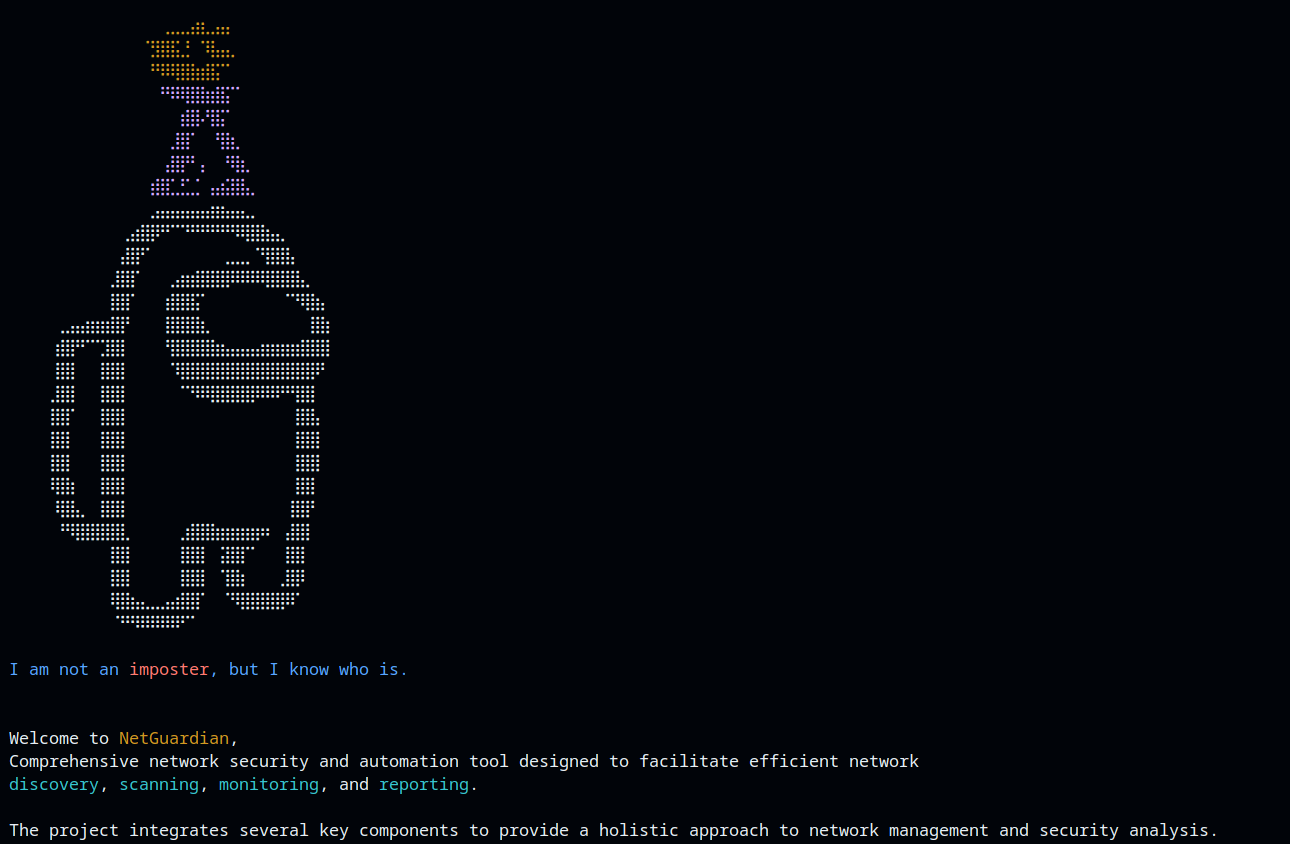 I am not an imposter, but I know who is.
Welcome to NetGuardian,
Comprehensive network security and automation tool designed to facilitate efficient network
discovery, scanning, monitoring, and reporting.
The project integrates several key components to provide a holistic approach to network management and security analysis.